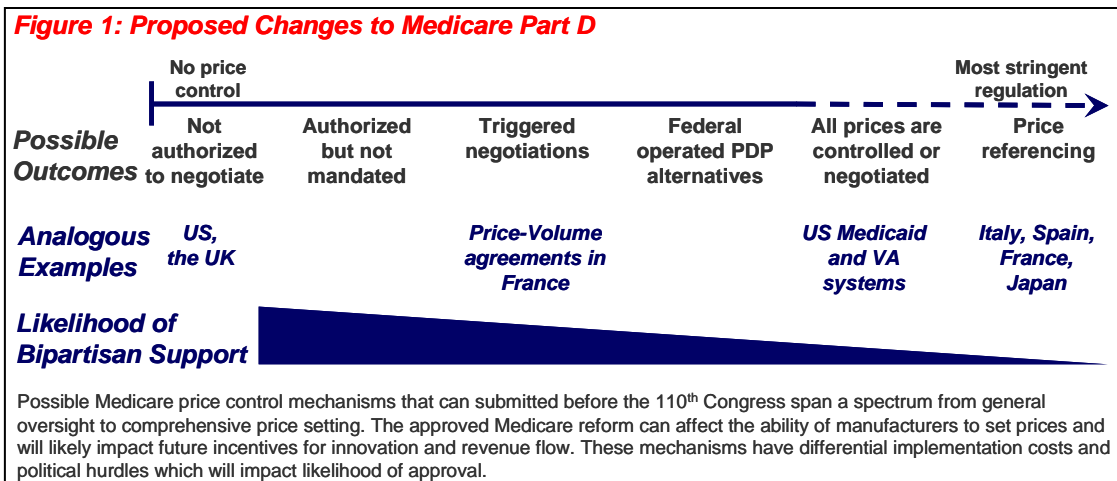 Figure 1: Proposed Changes to Medicare Part D
No price
control
Most stringent
regulation
Possible
Outcomes
Not
authorized
to negotiate
Authorized
but not
mandated
Triggered
negotiations
Federal
operated PDP
alternatives
All prices are
controlled or
negotiated
Price
referencing
Analogous
Examples
US,
the UK
Price-Volume
agreements in
France
US Medicaid
and VA
systems
Italy, Spain,
France,
Japan
Likelihood of
Bipartisan Support
Possible Medicare price control mechanisms that can submitted before the 110th Congress span a spectrum from general
oversight to comprehensive price setting. The approved Medicare reform can affect the ability of manufacturers to set prices and
will likely impact future incentives for innovation and revenue flow. These mechanisms have differential implementation costs and
political hurdles which will impact likelihood of approval.